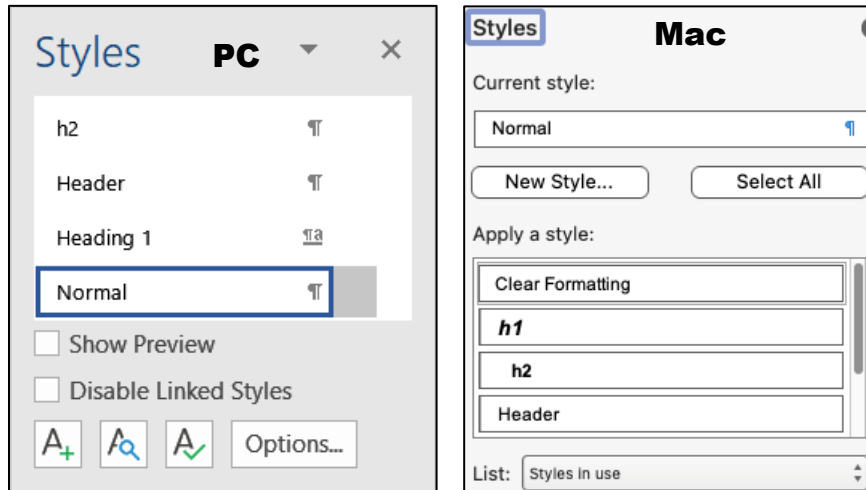 Styles PC
h2 ¶
Header ¶
Heading 1 ¶a
Normal ¶
Show Preview
Disable Linked Styles
Options...
Styles Mac
Current style:
Normal ¶
New Style... Select All
Apply a style:
Clear Formatting
h1
h2
Header
List: Styles in use